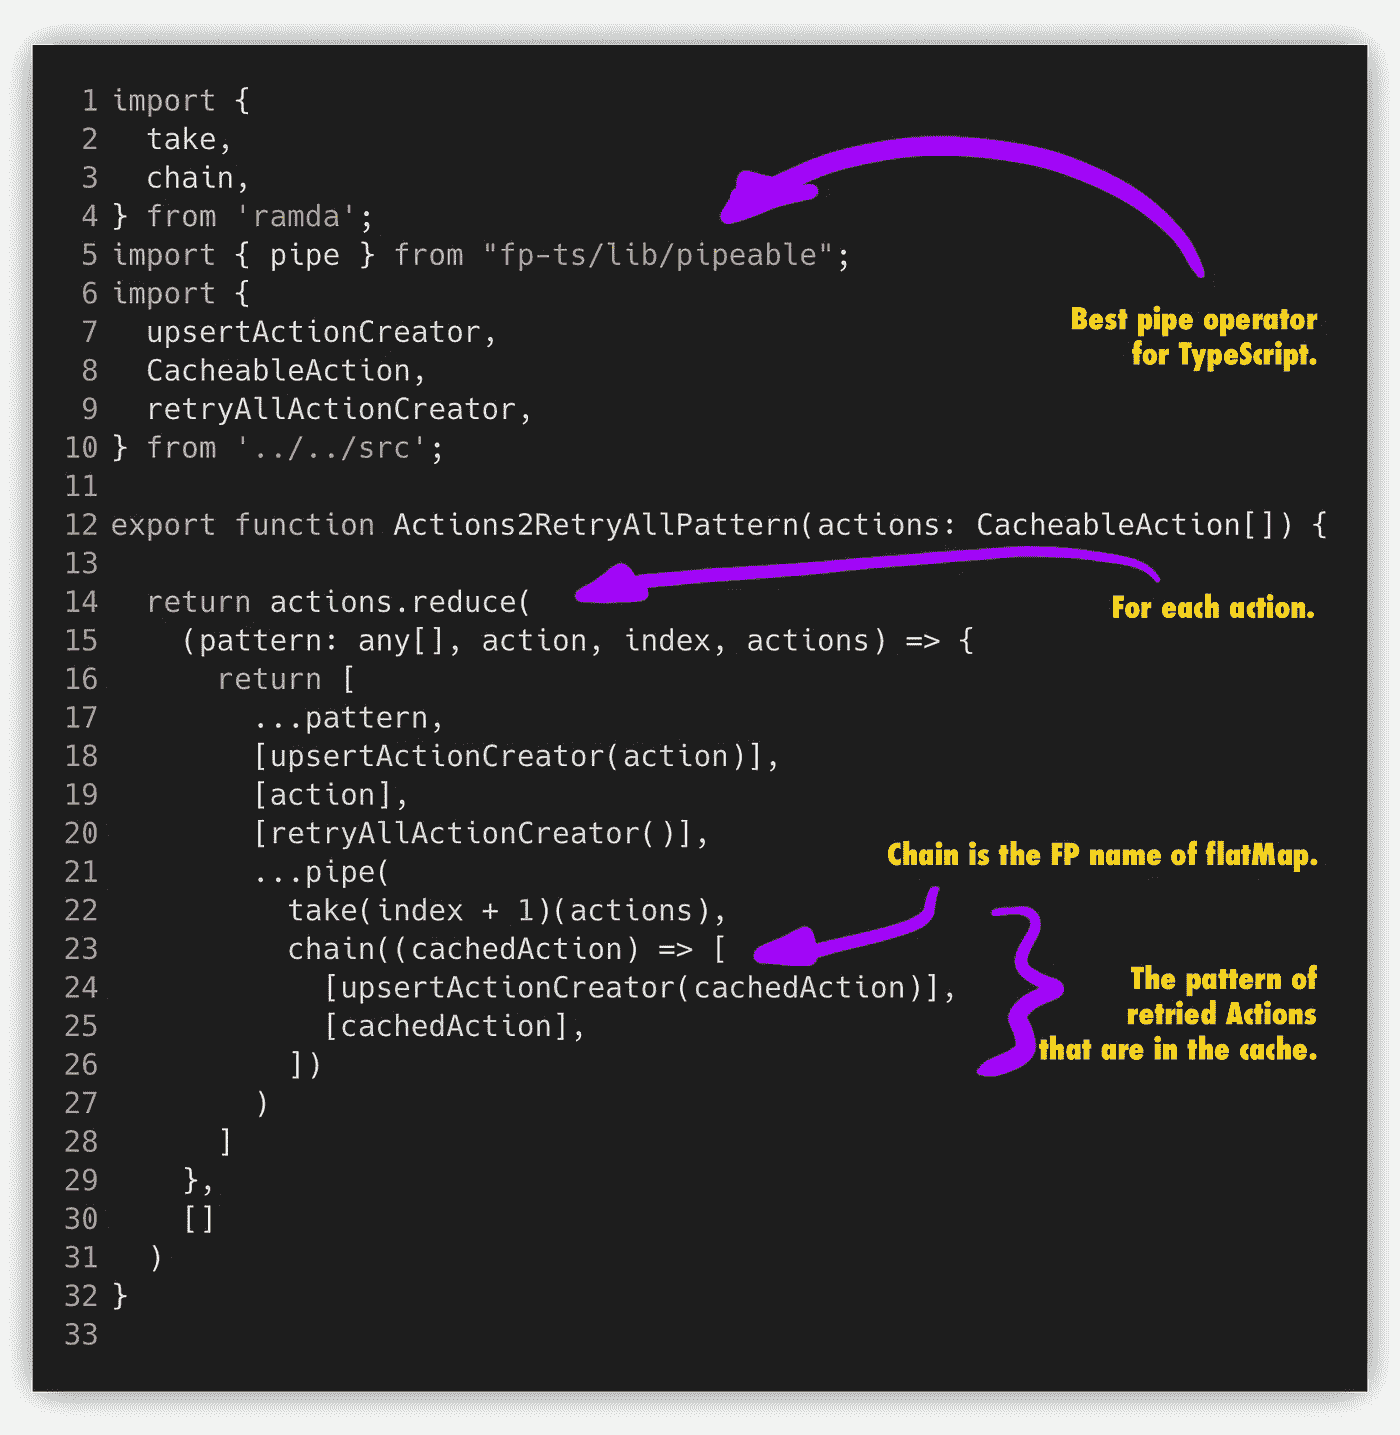 1 import {
2   take,
3   chain,
4 } from 'ramda';
5 import { pipe } from "fp-ts/lib/pipeable";
6 import {
7   upsertActionCreator,
8   CacheableAction,
9   retryAllActionCreator,
10 } from '../../src';
11
12 export function Actions2RetryAllPattern(actions: CacheableAction[]) {
13
14   return actions.reduce(
15     (pattern: any[], action, index, actions) => {
16       return [
17         ...pattern,
18         [upsertActionCreator(action)],
19         [action],
20         [retryAllActionCreator()],
21         ...pipe(
22           take(index + 1)(actions),
23           chain((cachedAction) => [
24             [upsertActionCreator(cachedAction)],
25             [cachedAction],
26           ])
27         )
28       ]
29     },
30     []
31   )
32 }
33
Best pipe operator
for TypeScript.
For each action.
Chain is the FP name of flatMap.
The pattern of
retried Actions
that are in the cache.